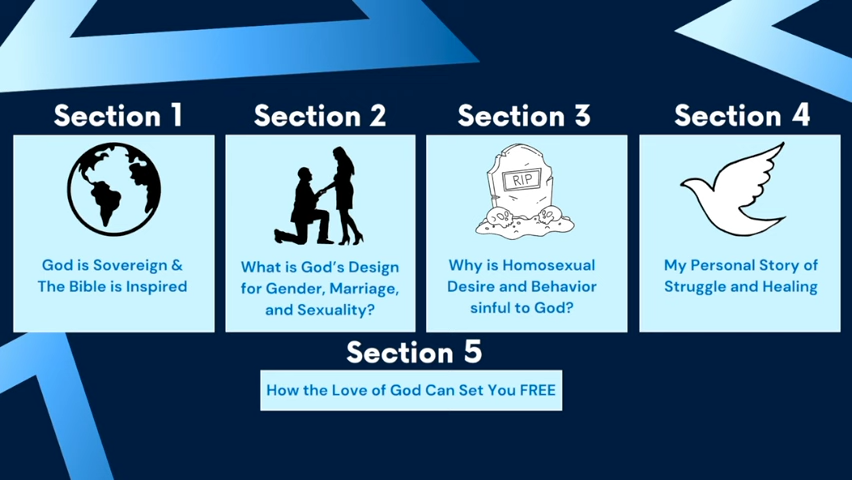 Section 1
God is Sovereign &
The Bible is Inspired
Section 2
What is God’s Design
for Gender, Marriage,
and Sexuality?
Section 3
RIP
Why is Homosexual
Desire and Behavior
sinful to God?
Section 4
My Personal Story of
Struggle and Healing
Section 5
How the Love of God Can Set You FREE